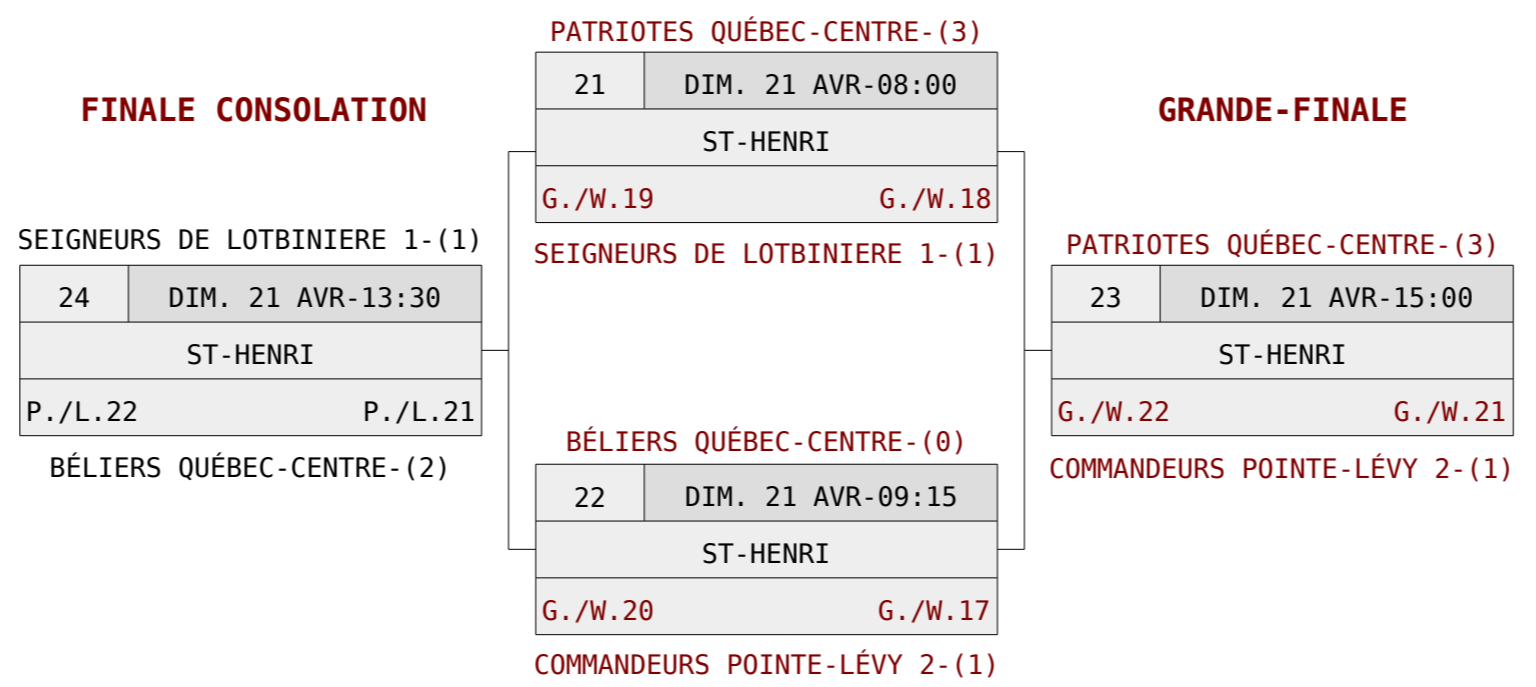 FINALE CONSOLATION
SEIGNEURS DE LOTBINIERE 1-(1)
24 DIM. 21 AVR-13:30
ST-HENRI
P./L.22 P./L.21
BÉLIERS QUÉBEC-CENTRE-(2)
PATRIOTES QUÉBEC-CENTRE-(3)
21 DIM. 21 AVR-08:00
ST-HENRI
G./W.19 G./W.18
SEIGNEURS DE LOTBINIERE 1-(1)
BÉLIERS QUÉBEC-CENTRE-(0)
22 DIM. 21 AVR-09:15
ST-HENRI
G./W.20 G./W.17
COMMANDEURS POINTE-LÉVY 2-(1)
GRANDE-FINALE
PATRIOTES QUÉBEC-CENTRE-(3)
23 DIM. 21 AVR-15:00
ST-HENRI
G./W.22 G./W.21
COMMANDEURS POINTE-LÉVY 2-(1)